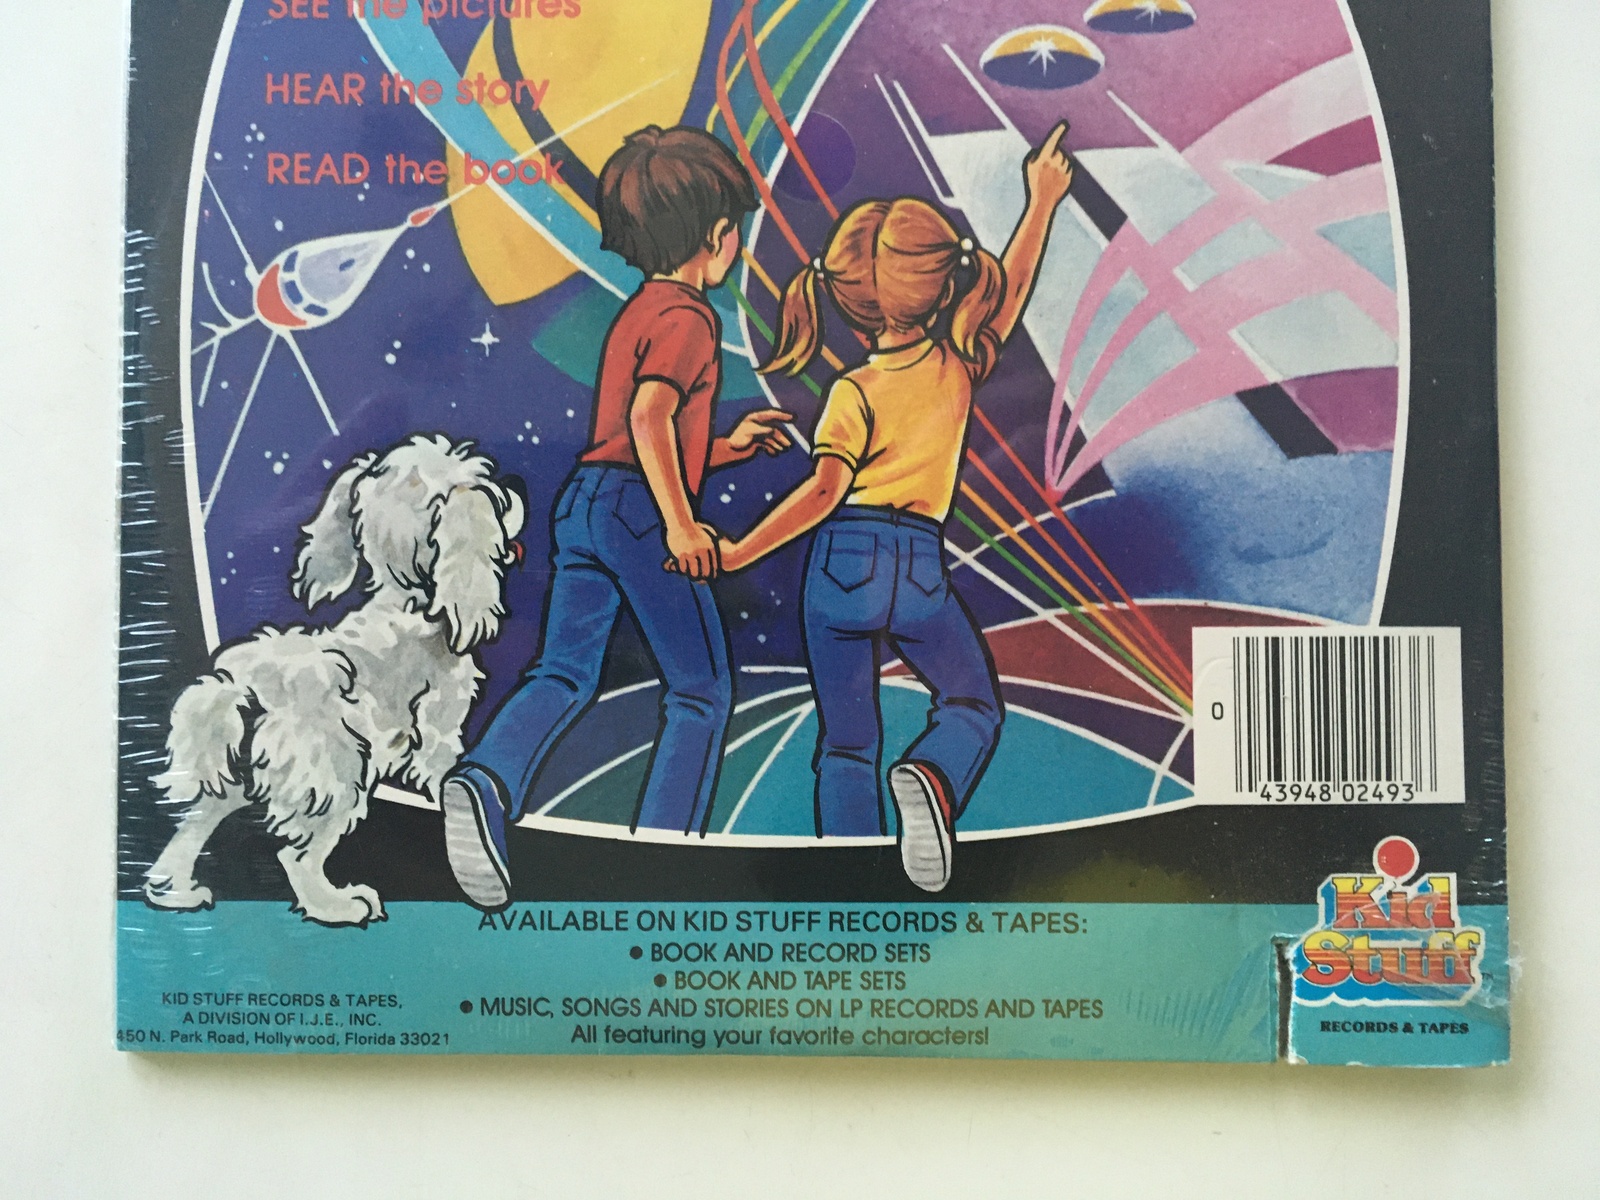 SEE the pictures
HEAR the story
READ the book
0
43948 02493
Kid
Stuff
RECORDS & TAPES
AVAILABLE ON KID STUFF RECORDS & TAPES:
• BOOK AND RECORD SETS
• BOOK AND TAPE SETS
• MUSIC, SONGS AND STORIES ON LP RECORDS AND TAPES
All featuring your favorite characters!
KID STUFF RECORDS & TAPES,
A DIVISION OF I.J.E., INC.
450 N. Park Road, Hollywood, Florida 33021